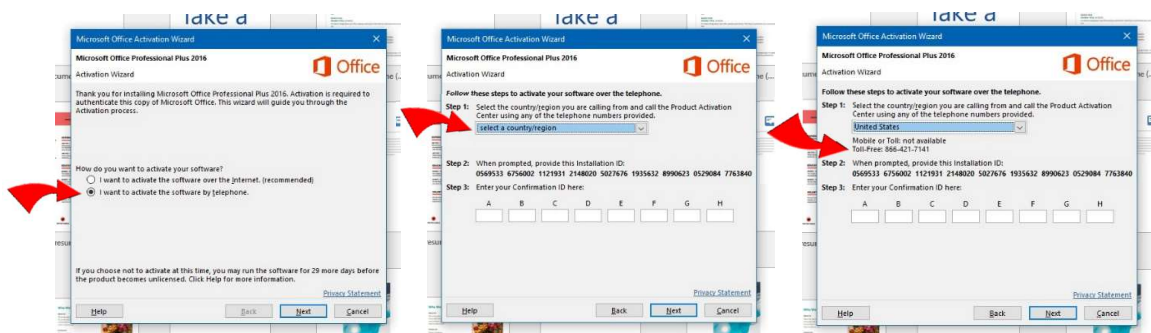 Take a
Microsoft Office Activation Wizard
Microsoft Office Professional Plus 2016
Activation Wizard
Office
Thank you for installing Microsoft Office Professional Plus 2016. Activation is required to
authenticate this copy of Microsoft Office. This wizard will guide you through the
Activation process.
How do you want to activate your software?
I want to activate the software over the Internet. (recommended)
I want to activate the software by telephone.
If you choose not to activate at this time, you may run the software for 29 more days before
the product becomes unlicensed. Click Help for more information.
Privacy Statement
Help
Back
Next
Cancel
Take a
Microsoft Office Activation Wizard
Microsoft Office Professional Plus 2016
Activation Wizard
Office
Follow these steps to activate your software over the telephone.
Step 1: Select the country/region you are calling from and call the Product Activation
Center using any of the telephone numbers provided.
select a country/region
Step 2: When prompted, provide this Installation ID:
0569533 6756002 1121931 2148020 5027676 1935632 8990623 0529084 7763840
Step 3: Enter your Confirmation ID here:
A B C D E F G H
Privacy Statement
Help
Back
Next
Cancel
Take a
Microsoft Office Activation Wizard
Microsoft Office Professional Plus 2016
Activation Wizard
Office
Follow these steps to activate your software over the telephone.
Step 1: Select the country/region you are calling from and call the Product Activation
Center using any of the telephone numbers provided.
United States
Mobile or Toll: not available
Toll-Free: 866-421-7141
Step 2: When prompted, provide this Installation ID:
0569533 6756002 1121931 2148020 5027676 1935632 8990623 0529084 7763840
Step 3: Enter your Confirmation ID here:
A B C D E F G H
Privacy Statement
Help
Back
Next
Cancel